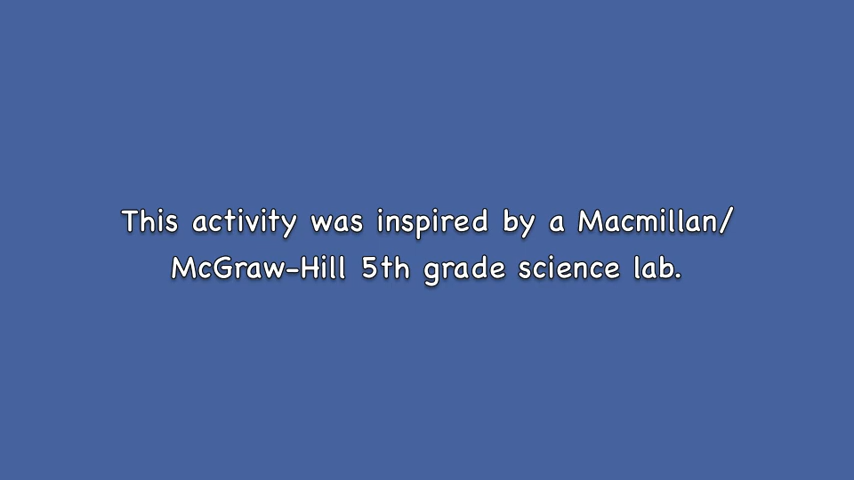 This activity was inspired by a Macmillan/
McGraw-Hill 5th grade science lab.